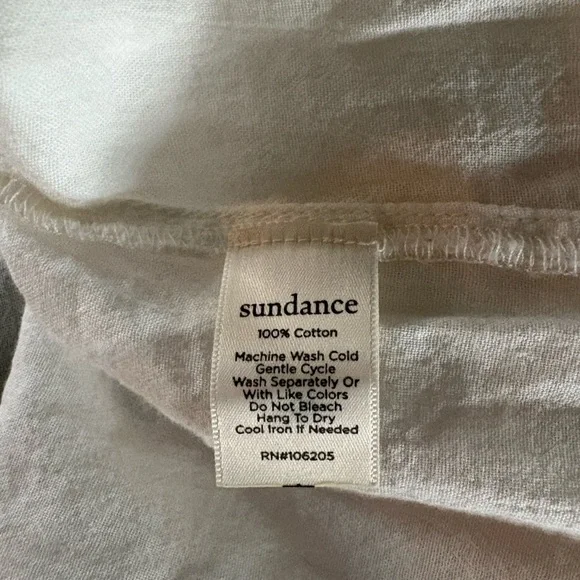 sundance
100% Cotton
Machine Wash Cold
Gentle Cycle
Wash Separately Or
With Like Colors
Do Not Bleach
Hang To Dry
Cool Iron If Needed
RN#106205